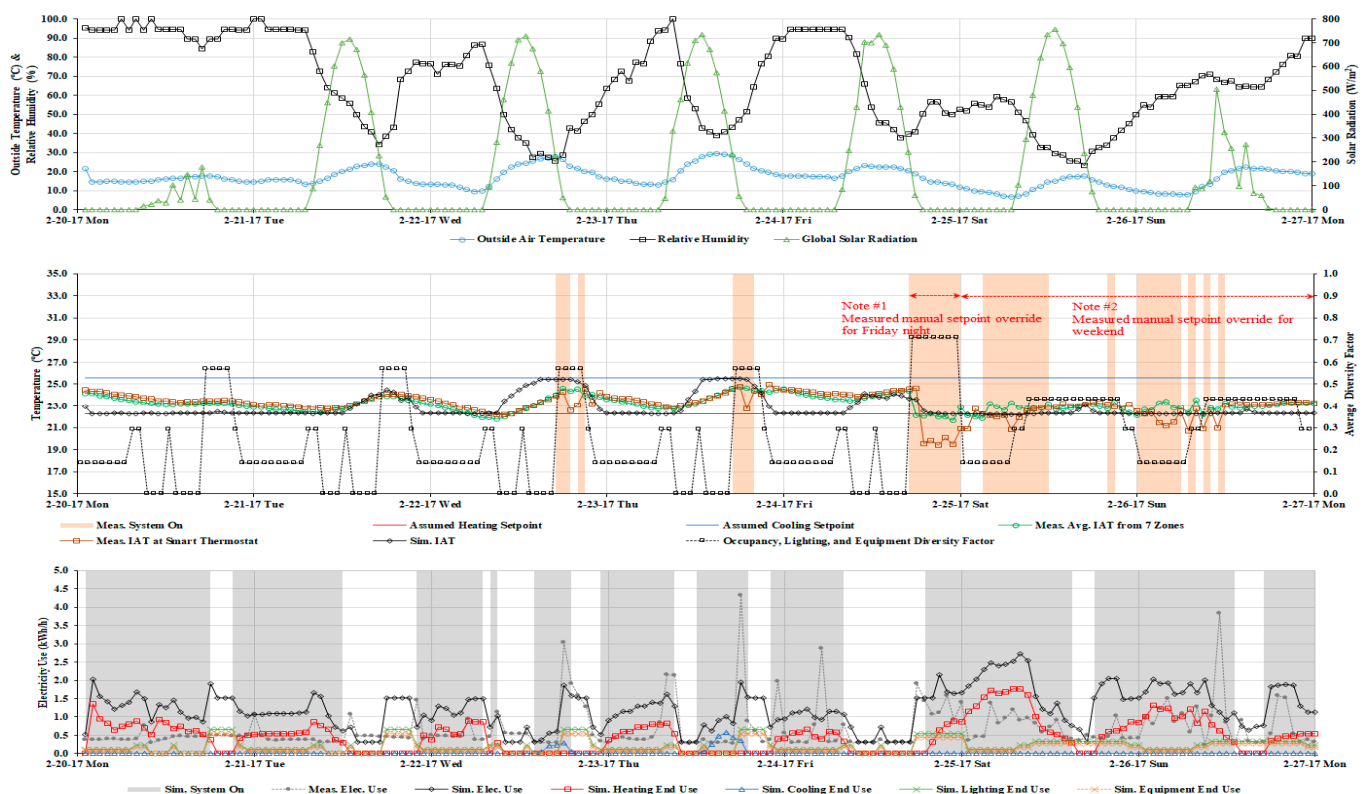 100.0 90.0 80.0 70.0 60.0 50.0 40.0 30.0 20.0 10.0 0.0
Outside Temperature (°C) &
Relative Humidity (%)
800 700 600 500 400 300 200 100 0
Solar Radiation (W/m²)
2-20-17 Mon 2-21-17 Tue 2-22-17 Wed 2-23-17 Thu 2-24-17 Fri 2-25-17 Sat 2-26-17 Sun 2-27-17 Mon
Outside Air Temperature Relative Humidity Global Solar Radiation
35.0 33.0 31.0 29.0 27.0 25.0 23.0 21.0 19.0 17.0 15.0
Temperature (°C)
1.0 0.9 0.8 0.7 0.6 0.5 0.4 0.3 0.2 0.1 0.0
Average Diversity Factor
Note #1
Measured manual setpoint override
for Friday night
Note #2
Measured manual setpoint override for
weekend
2-20-17 Mon 2-21-17 Tue 2-22-17 Wed 2-23-17 Thu 2-24-17 Fri 2-25-17 Sat 2-26-17 Sun 2-27-17 Mon
Meas. System On Assumed Heating Setpoint Assumed Cooling Setpoint Meas. Avg. IAT from 7 Zones
Meas. IAT at Smart Thermostat Sim. IAT Occupancy, Lighting, and Equipment Diversity Factor
5.0 4.5 4.0 3.5 3.0 2.5 2.0 1.5 1.0 0.5 0.0
Electricity Use (kWh/h)
2-20-17 Mon 2-21-17 Tue 2-22-17 Wed 2-23-17 Thu 2-24-17 Fri 2-25-17 Sat 2-26-17 Sun 2-27-17 Mon
Sim. System On Meas. Elec. Use Sim. Elec. Use Sim. Heating End Use Sim. Cooling End Use Sim. Lighting End Use Sim. Equipment End Use